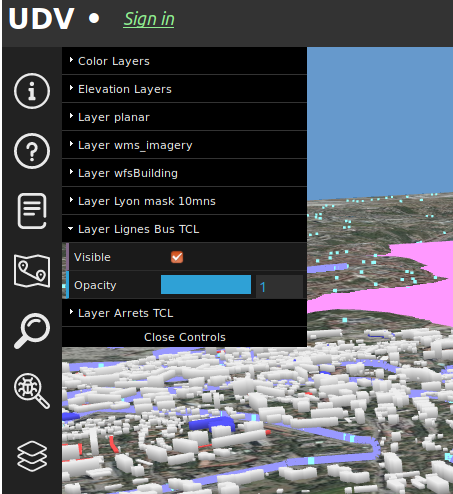 UDV • Sign in
Color Layers
Elevation Layers
Layer planar
Layer wms_imagery
Layer wfsBuilding
Layer Lyon mask 10mns
Layer Lignes Bus TCL
Visible
Opacity 1
Layer Arrets TCL
Close Controls